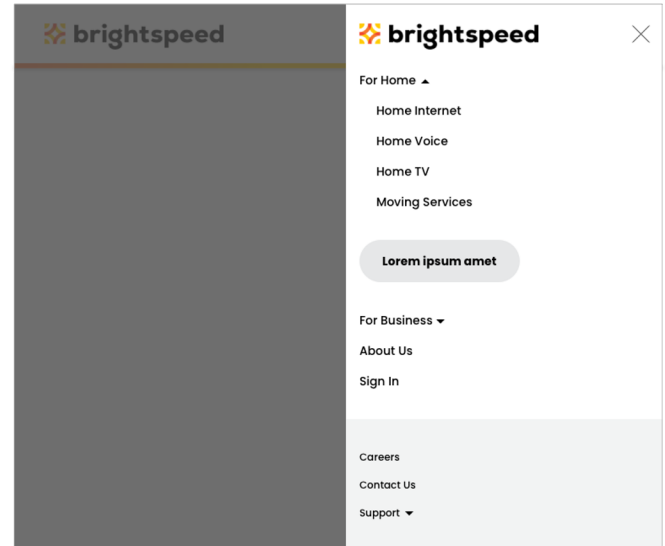 brightspeed
brightspeed
For Home
Home Internet
Home Voice
Home TV
Moving Services
Lorem ipsum amet
For Business
About Us
Sign In
Careers
Contact Us
Support